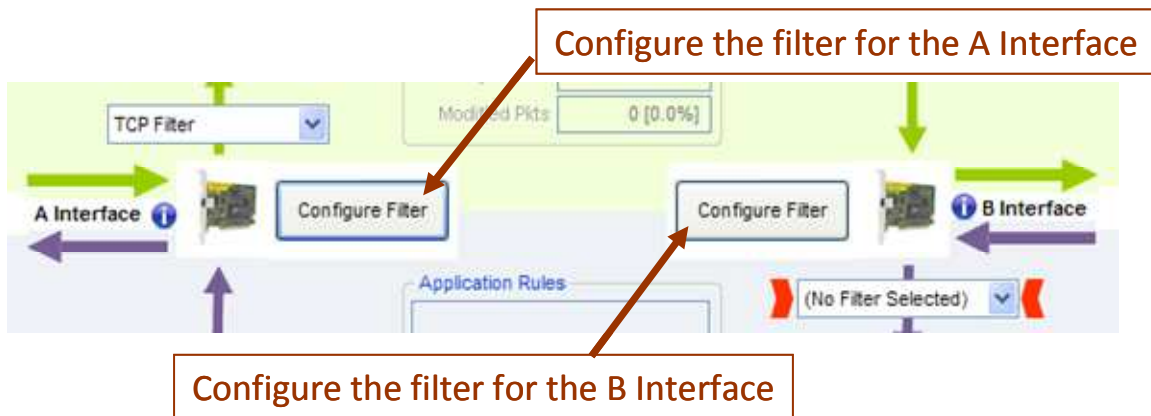 Configure the filter for the A Interface
Modified Pkts 0 [0.0%]
TCP Filter
A Interface Configure Filter
Configure Filter B Interface
Application Rules
(No Filter Selected)
Configure the filter for the B Interface